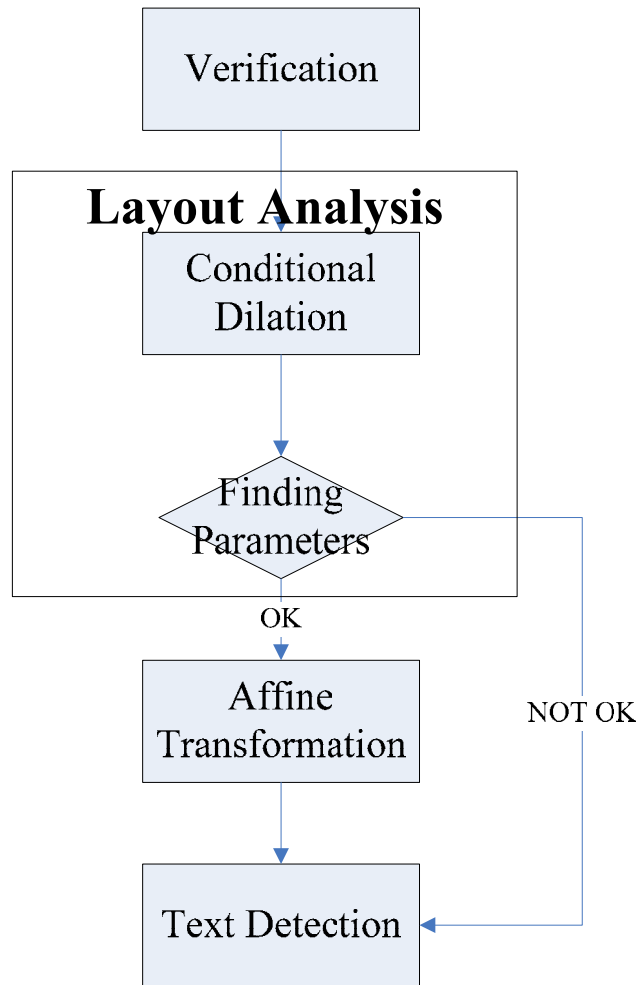 Verification
Layout Analysis
Conditional
Dilation
Finding
Parameters
OK
Affine
Transformation
NOT OK
Text Detection